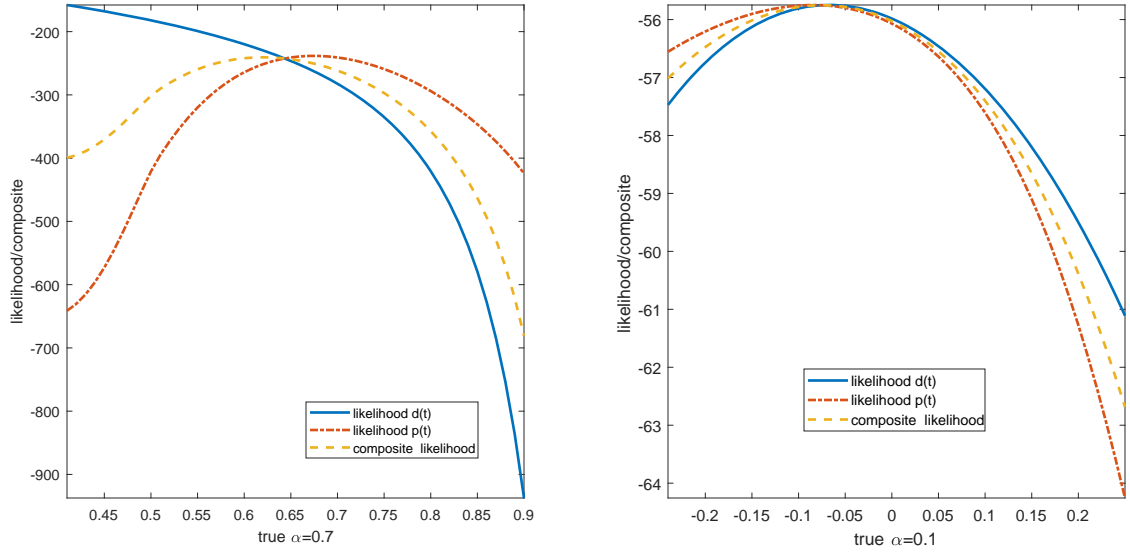 -200
-300
-400
-500
-600
-700
-800
-900
likelihood/composite
0.45 0.5 0.55 0.6 0.65 0.7 0.75 0.8 0.85 0.9
true α=0.7
likelihood d(t)
likelihood p(t)
composite likelihood
-56
-57
-58
-59
-60
-61
-62
-63
-64
likelihood/composite
-0.2 -0.15 -0.1 -0.05 0 0.05 0.1 0.15 0.2
true α=0.1
likelihood d(t)
likelihood p(t)
composite likelihood